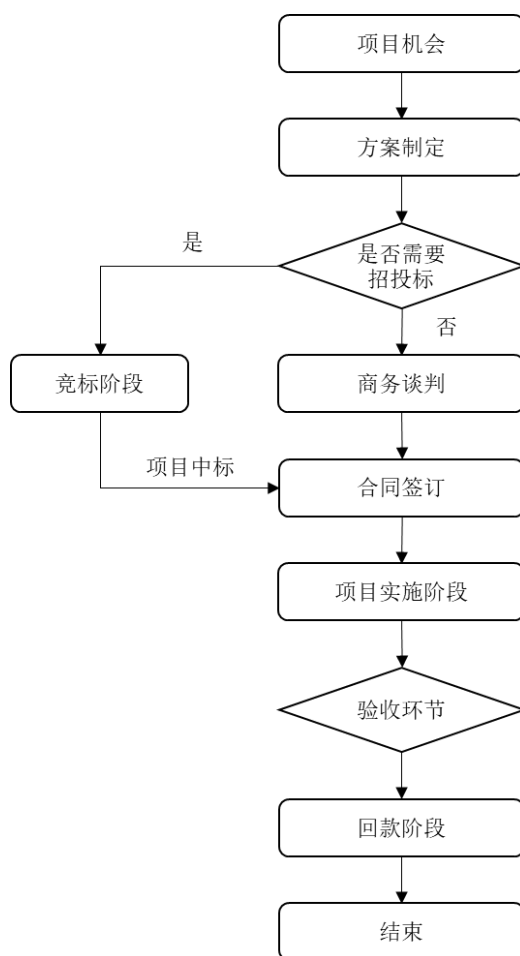 项目机会
方案制定
是否需要
招投标
是
否
竞标阶段
商务谈判
项目中标
合同签订
项目实施阶段
验收环节
回款阶段
结束